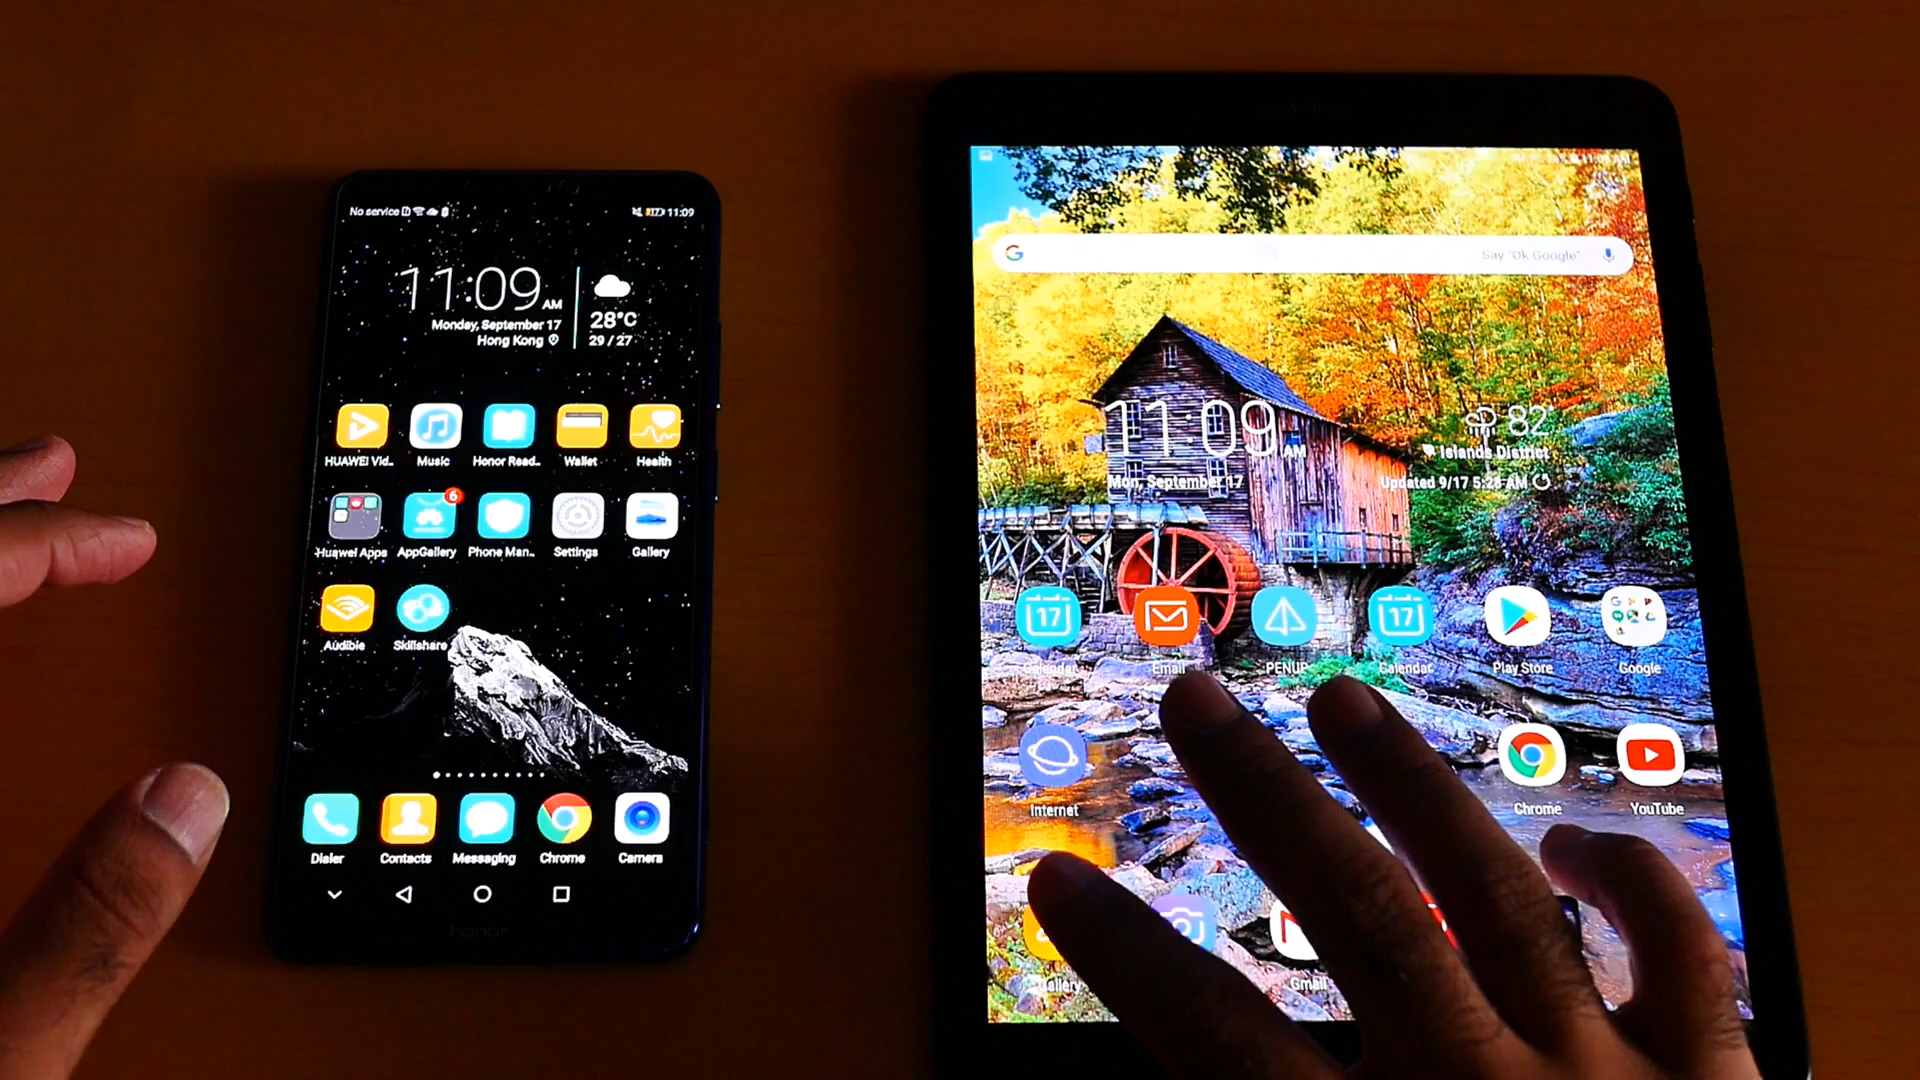 No service 11:09
11:09 AM
Monday, September 17
Hong Kong
28°C
29 / 27
HUAWEI Vid.. Music Honor Read.. Wallet Health
6
Huawei Apps AppGallery Phone Man.. Settings Gallery
Audible Skillshare
Dialer Contacts Messaging Chrome Camera
honor
G Say "Ok Google"
11:09 AM
Mon, September 17
82°
Islands District
Updated 9/17 5:28 AM
17 17
Calendar Email PENUP Calendar Play Store Google
Internet Chrome YouTube
Gallery Gmail